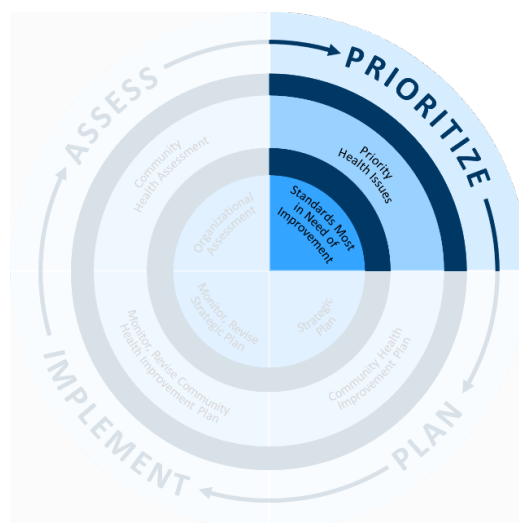 PRIORITIZE
Priority
Health Issues
Standards Most
in Need of
Improvement
ASSESS
Community
Health Assessment
Organizational
Assessment
PLAN
Community Health
Improvement Plan
Strategic
Plan
IMPLEMENT
Monitor, Revise Community
Health Improvement Plan
Monitor, Revise
Strategic Plan